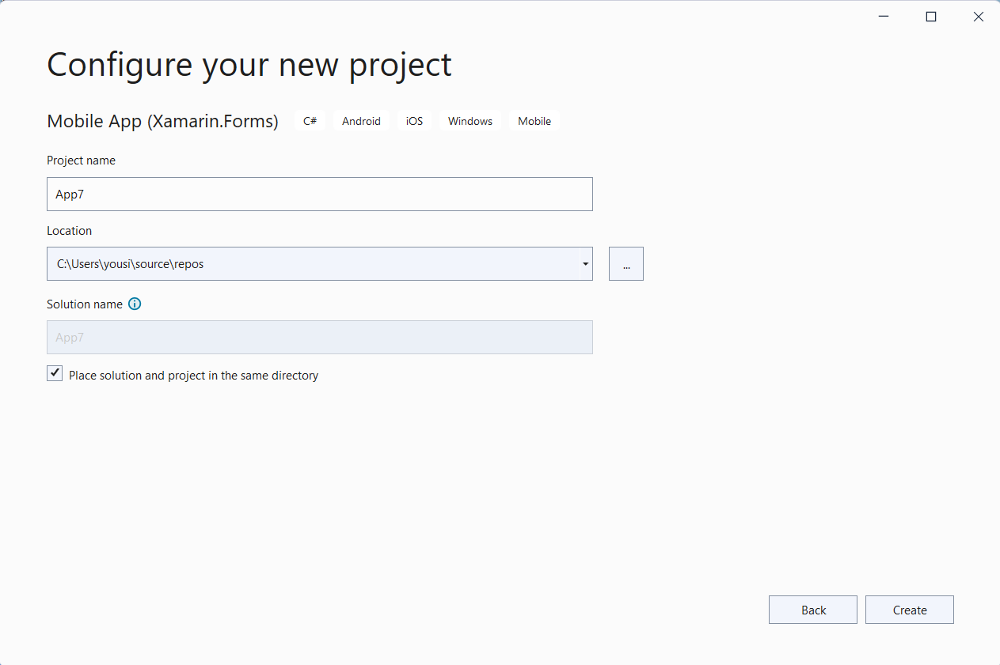 Configure your new project
Mobile App (Xamarin.Forms) C# Android iOS Windows Mobile
Project name
App7
Location
C:\Users\yousi\source\repos
...
Solution name
App7
Place solution and project in the same directory
Back Create